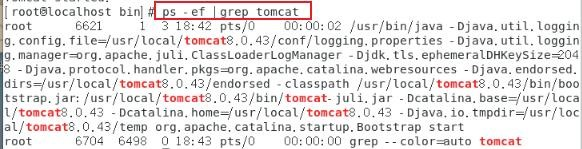 [root@localhost bin]# ps -ef |grep tomcat
root      6621     1  3 18:42 pts/0    00:00:02 /usr/bin/java -Djava.util.loggin
g.config.file=/usr/local/tomcat8.0.43/conf/logging.properties -Djava.util.loggin
g.manager=org.apache.juli.ClassLoaderLogManager -Djdk.tls.ephemeralDHKeySize=204
8 -Djava.protocol.handler.pkgs=org.apache.catalina.webresources -Djava.endorsed.
dirs=/usr/local/tomcat8.0.43/endorsed -classpath /usr/local/tomcat8.0.43/bin/boo
tstrap.jar:/usr/local/tomcat8.0.43/bin/tomcat-juli.jar -Dcatalina.base=/usr/loca
l/tomcat8.0.43 -Dcatalina.home=/usr/local/tomcat8.0.43 -Djava.io.tmpdir=/usr/loc
al/tomcat8.0.43/temp org.apache.catalina.startup.Bootstrap start
root      6704  6498  0 18:43 pts/0    00:00:00 grep --color=auto tomcat